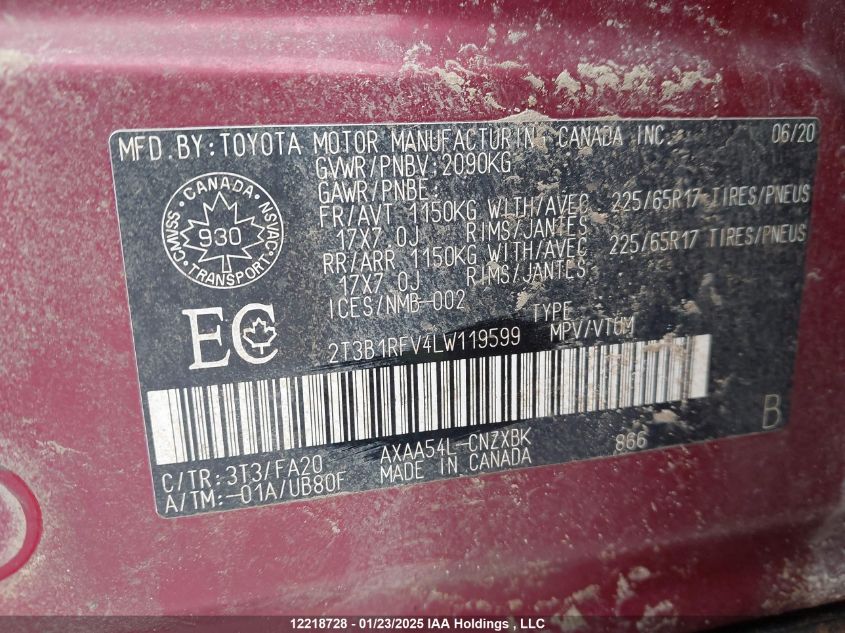 MFD. BY: TOYOTA MOTOR MANUFACTURING CANADA INC. 06/20
GVWR/PNBV: 2090KG
GAWR/PNBE:
FR/AVT 1150KG WITH/AVEC 225/65R17 TIRES/PNEUS
17X7.0J RIMS/JANTES
RR/ARR 1150KG WITH/AVEC 225/65R17 TIRES/PNEUS
17X7.0J RIMS/JANTES
ICES/NMB-002
CANADA
CMVSS NSVAC
930
TRANSPORT
EC
TYPE
2T3B1RFV4LW119599 MPV/VTUM
B
AXAA54L-CNZXBK 866
C/TR: 3T3/FA20 MADE IN CANADA
A/TM:-01A/UB80F
12218728 - 01/23/2025 IAA Holdings, LLC